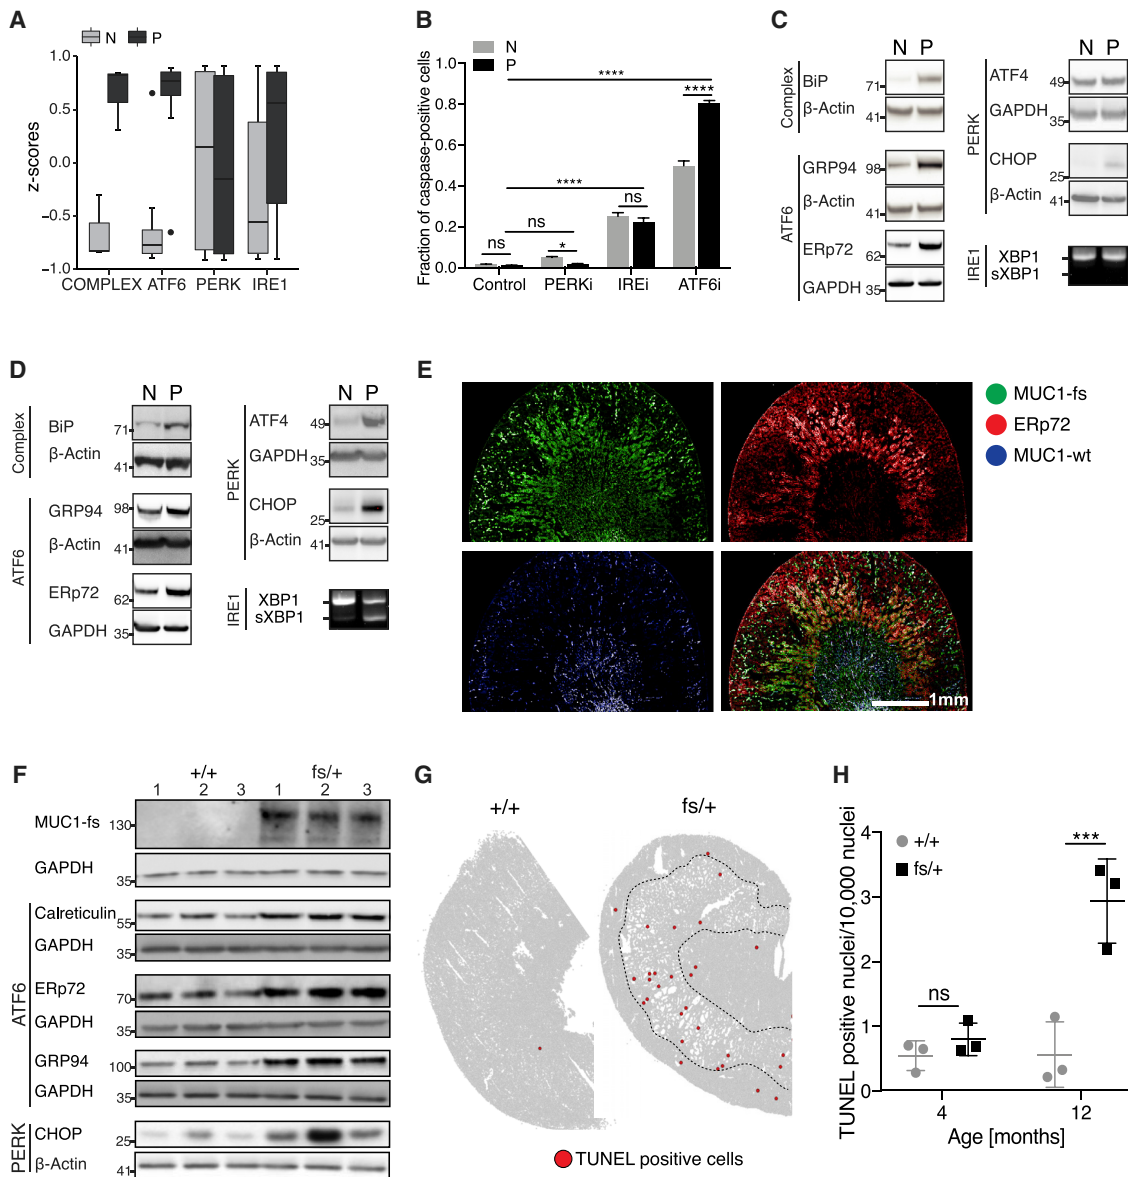 A
N P
z-scores
1.0
0.5
0.0
−0.5
−1.0
COMPLEX ATF6 PERK IRE1
B
N
P
Fraction of caspase-positive cells
1.0
0.8
0.6
0.4
0.2
0.0
****
****
****
ns
ns
ns
*
Control PERKi IREi ATF6i
C
N P
Complex
BiP 71
β-Actin 41
ATF6
GRP94 98
β-Actin 41
ERp72 62
GAPDH 35
N P
PERK
ATF4 49
GAPDH 35
CHOP 25
β-Actin 41
IRE1
XBP1
sXBP1
D
N P
Complex
BiP 71
β-Actin 41
ATF6
GRP94 98
β-Actin 41
ERp72 62
GAPDH 35
N P
PERK
ATF4 49
GAPDH 35
CHOP 25
β-Actin 41
IRE1
XBP1
sXBP1
E
MUC1-fs
ERp72
MUC1-wt
1mm
F
+/+ fs/+
1 2 3 1 2 3
MUC1-fs 130
GAPDH 35
ATF6
Calreticulin 55
GAPDH 35
ERp72 70
GAPDH 35
GRP94 100
GAPDH 35
PERK
CHOP 25
β-Actin 41
G
+/+ fs/+
TUNEL positive cells
H
TUNEL positive nuclei/10,000 nuclei
+/+
fs/+
4
3
2
1
0
ns
***
4 12
Age [months]